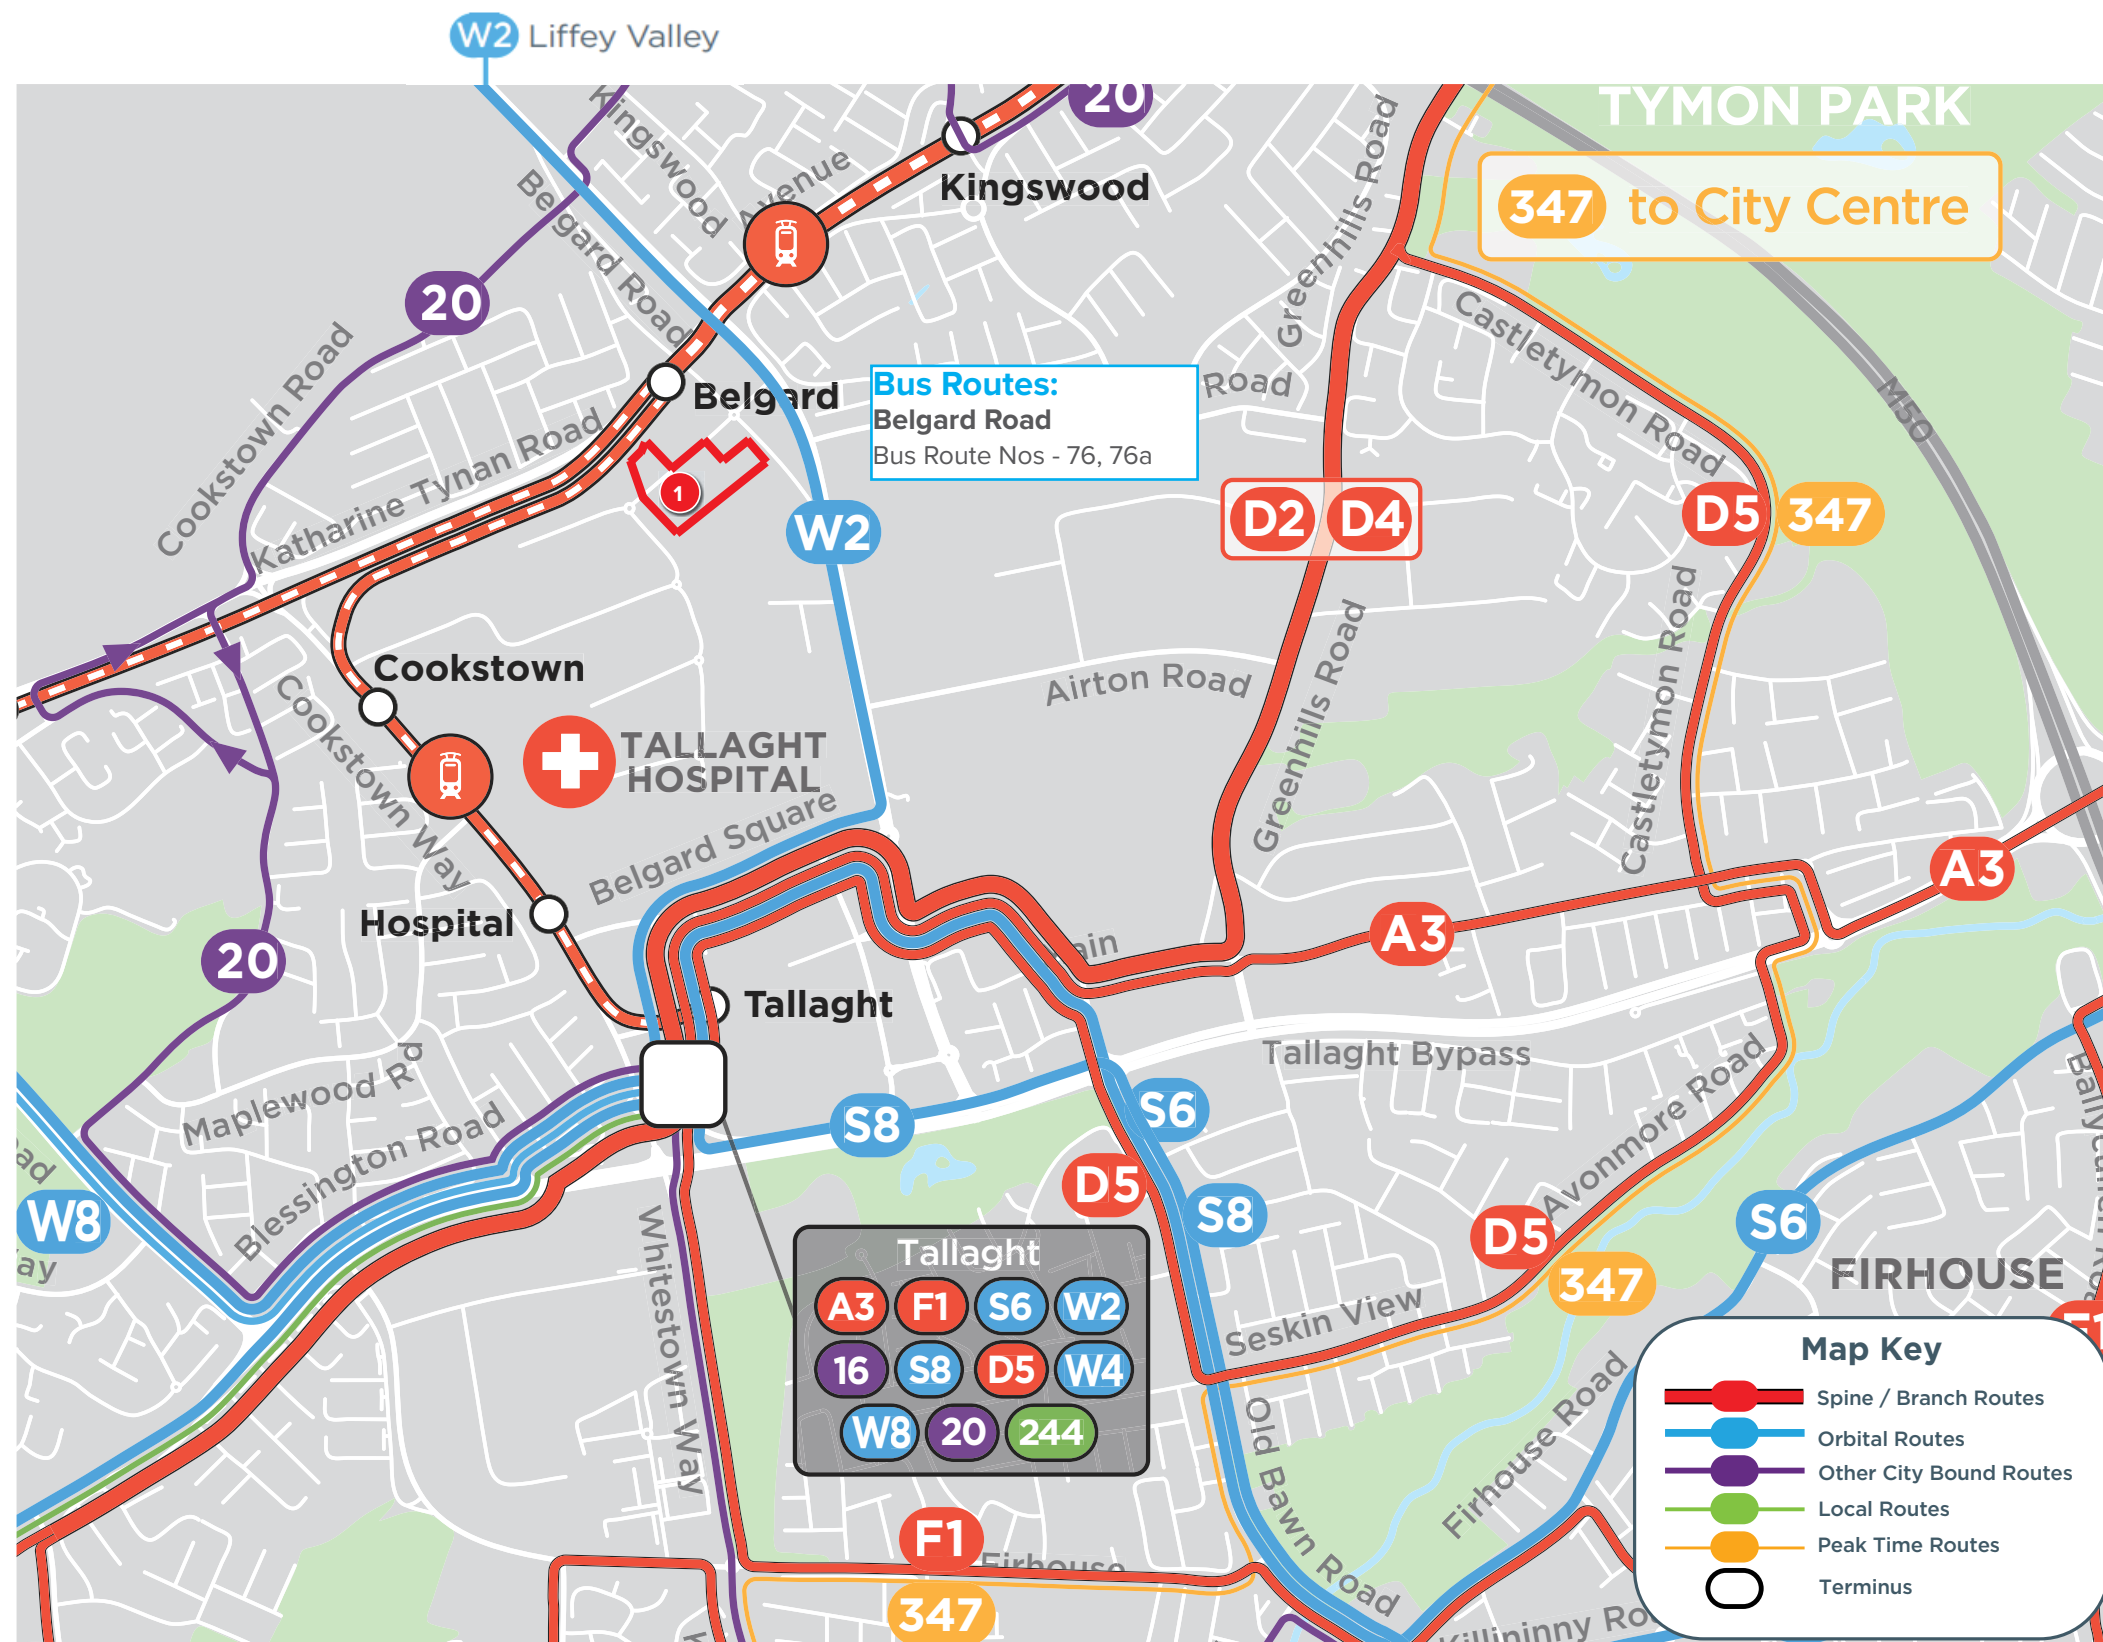 W2 Liffey Valley
TYMON PARK
20
Kingswood
Avenue
Kingswood
Belgard Road
Greenhills Road
347 to City Centre
20
Cookstown Road
Castletymon Road
M50
Belgard
Bus Routes:
Belgard Road
Bus Route Nos - 76, 76a
Road
Katharine Tynan Road
1
W2
D2 D4
D5 347
Castletymon Road
Greenhills Road
Airton Road
Cookstown
Cookstown Way
TALLAGHT
HOSPITAL
Belgard Square
A3
Hospital
A3
20
Tallaght
Tallaght Bypass
Maplewood Rd
Blessington Road
S8
S6
Avonmore Road
D5
S8
W8
ay
Whitestown Way
D5
347
S6
FIRHOUSE
Tallaght
A3 F1 S6 W2
16 S8 D5 W4
W8 20 244
Seskin View
Old Bawn Road
Firhouse Road
F1
Firhouse
347
Map Key
Spine / Branch Routes
Orbital Routes
Other City Bound Routes
Local Routes
Peak Time Routes
Terminus